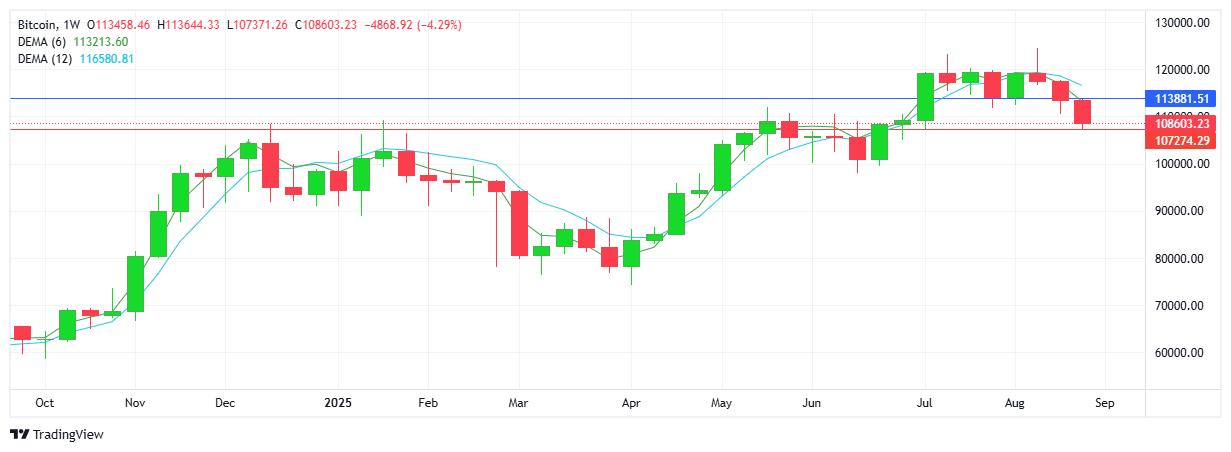 Bitcoin, 1W O113458.46 H113644.33 L107371.26 C108603.23 −4868.92 (−4.29%)
DEMA (6) 113213.60
DEMA (12) 116580.81
130000.00
120000.00
113881.51
108603.23
107274.29
100000.00
90000.00
80000.00
70000.00
60000.00
Oct Nov Dec 2025 Feb Mar Apr May Jun Jul Aug Sep
TradingView